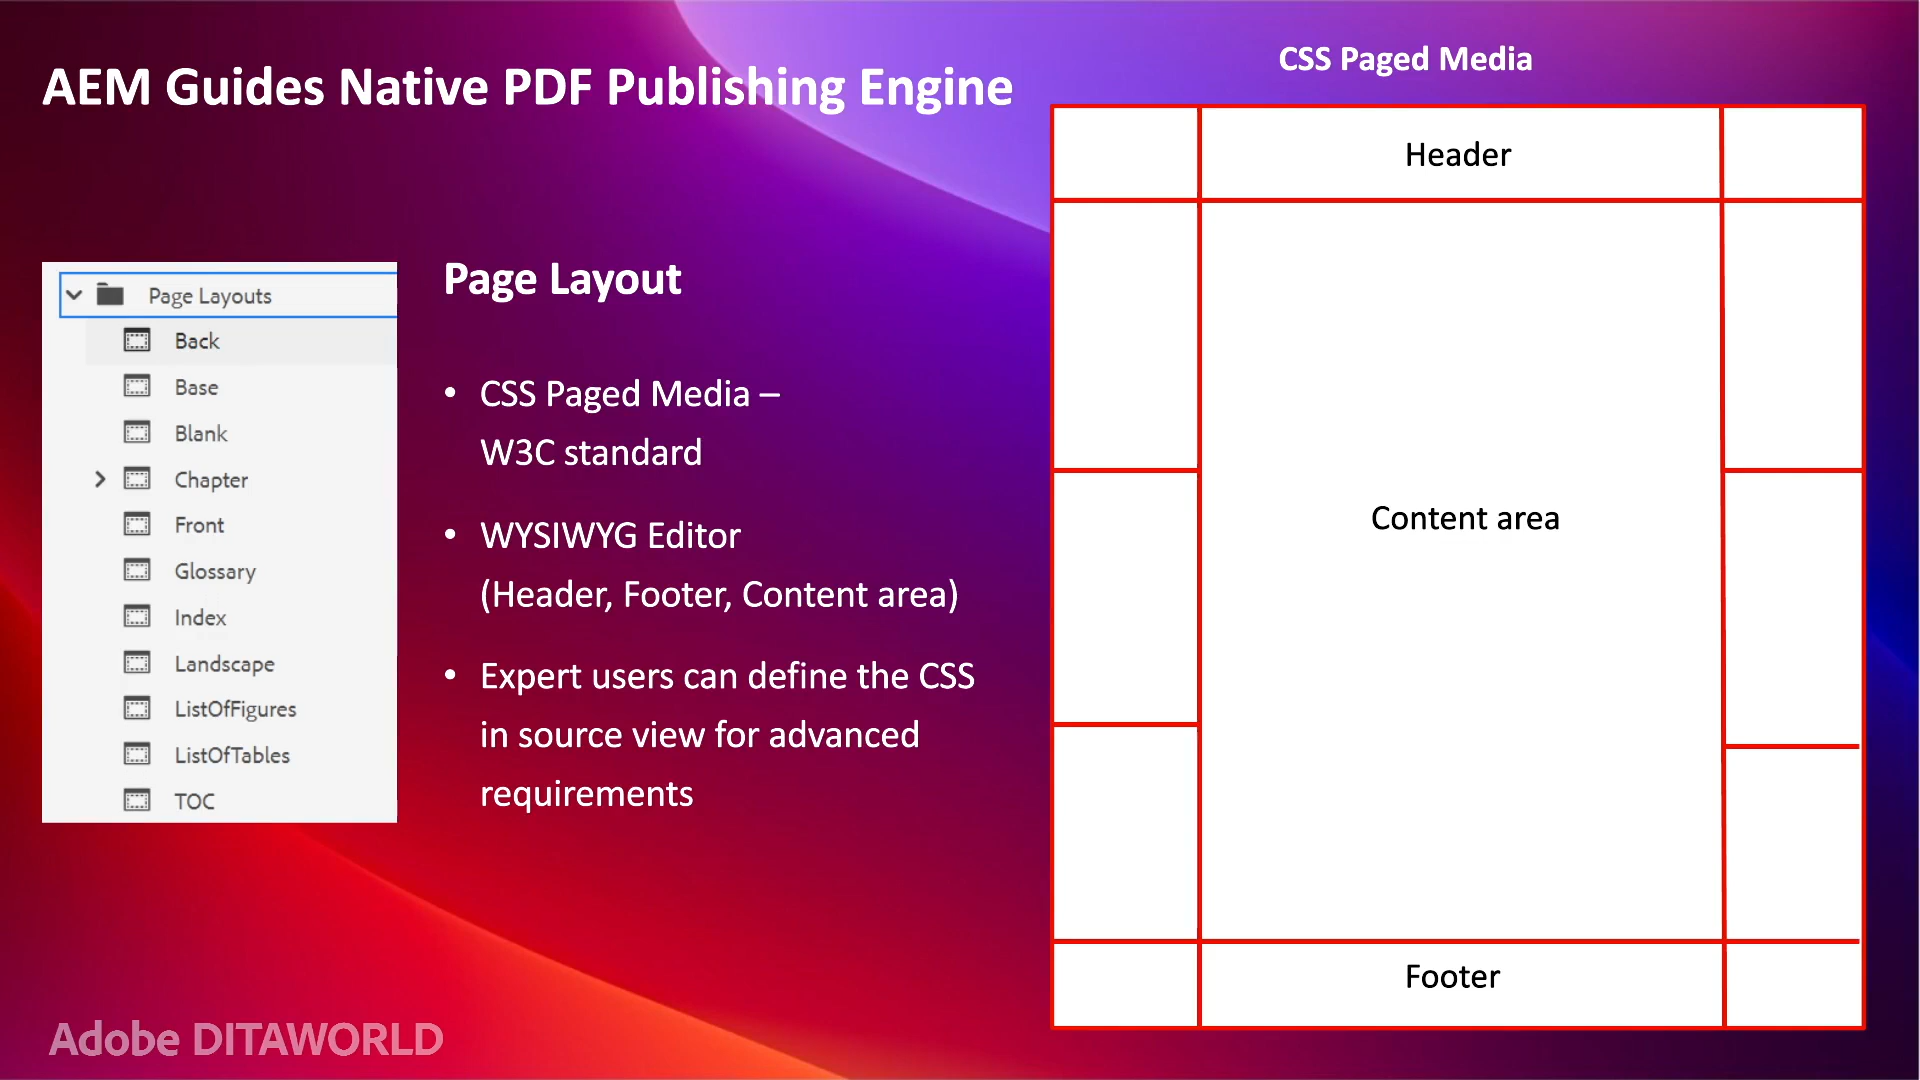 AEM Guides Native PDF Publishing Engine
CSS Paged Media
Page Layouts
Back
Base
Blank
Chapter
Front
Glossary
Index
Landscape
ListOfFigures
ListOfTables
TOC
Page Layout
• CSS Paged Media –
W3C standard
• WYSIWYG Editor
(Header, Footer, Content area)
• Expert users can define the CSS
in source view for advanced
requirements
Header
Content area
Footer
Adobe DITAWORLD